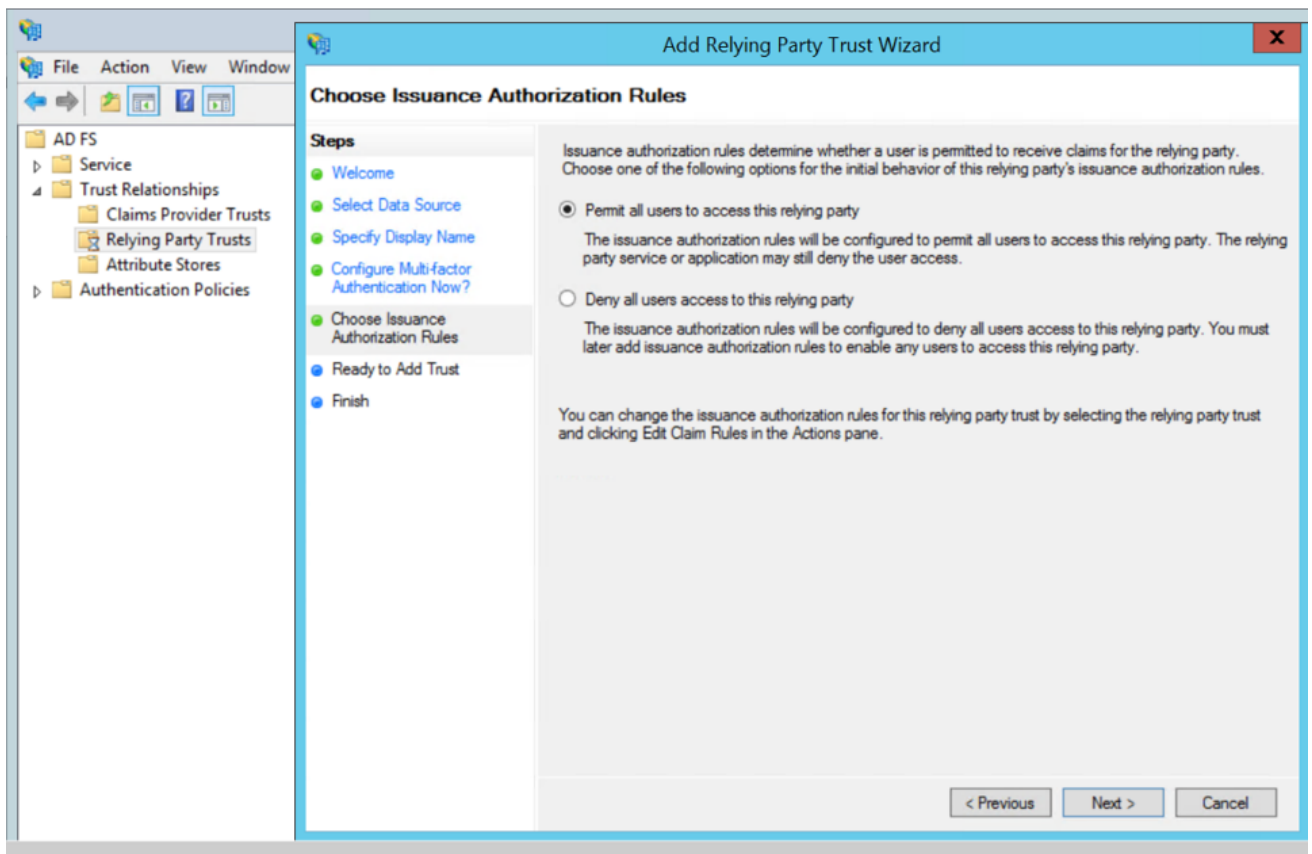 Add Relying Party Trust Wizard
X
File Action View Window
AD FS
Service
Trust Relationships
Claims Provider Trusts
Relying Party Trusts
Attribute Stores
Authentication Policies
Choose Issuance Authorization Rules
Steps
Welcome
Select Data Source
Specify Display Name
Configure Multi-factor
Authentication Now?
Choose Issuance
Authorization Rules
Ready to Add Trust
Finish
Issuance authorization rules determine whether a user is permitted to receive claims for the relying party.
Choose one of the following options for the initial behavior of this relying party's issuance authorization rules.
Permit all users to access this relying party
The issuance authorization rules will be configured to permit all users to access this relying party. The relying
party service or application may still deny the user access.
Deny all users access to this relying party
The issuance authorization rules will be configured to deny all users access to this relying party. You must
later add issuance authorization rules to enable any users to access this relying party.
You can change the issuance authorization rules for this relying party trust by selecting the relying party trust
and clicking Edit Claim Rules in the Actions pane.
< Previous
Next >
Cancel